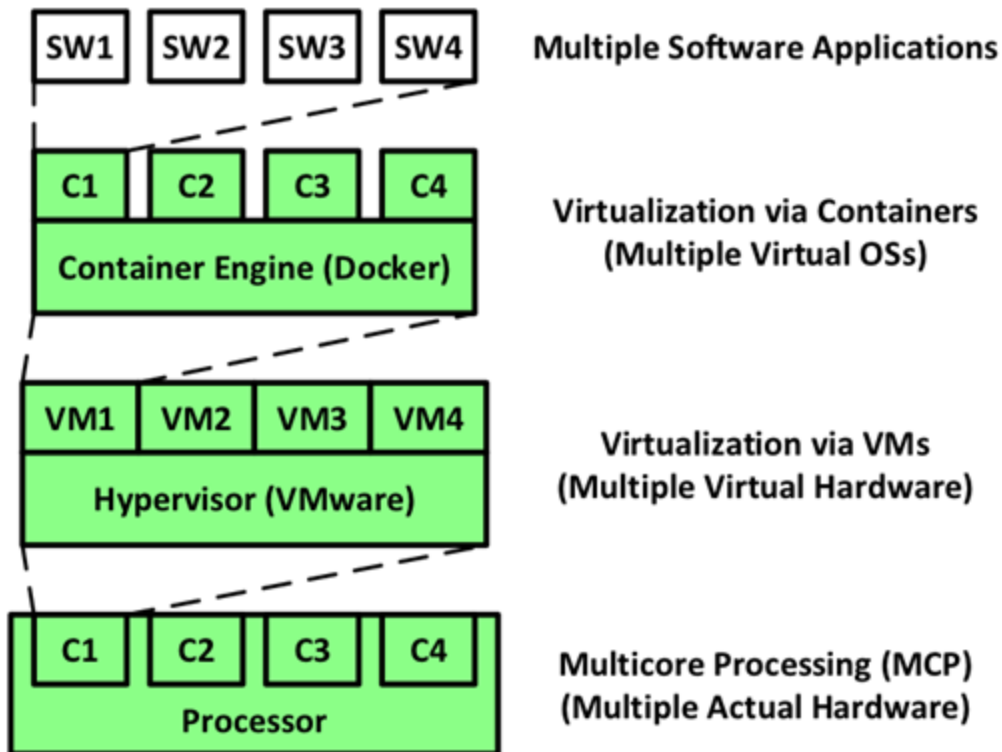 SW1 SW2 SW3 SW4 Multiple Software Applications
C1 C2 C3 C4
Container Engine (Docker)
Virtualization via Containers
(Multiple Virtual OSs)
VM1 VM2 VM3 VM4
Hypervisor (VMware)
Virtualization via VMs
(Multiple Virtual Hardware)
C1 C2 C3 C4
Processor
Multicore Processing (MCP)
(Multiple Actual Hardware)